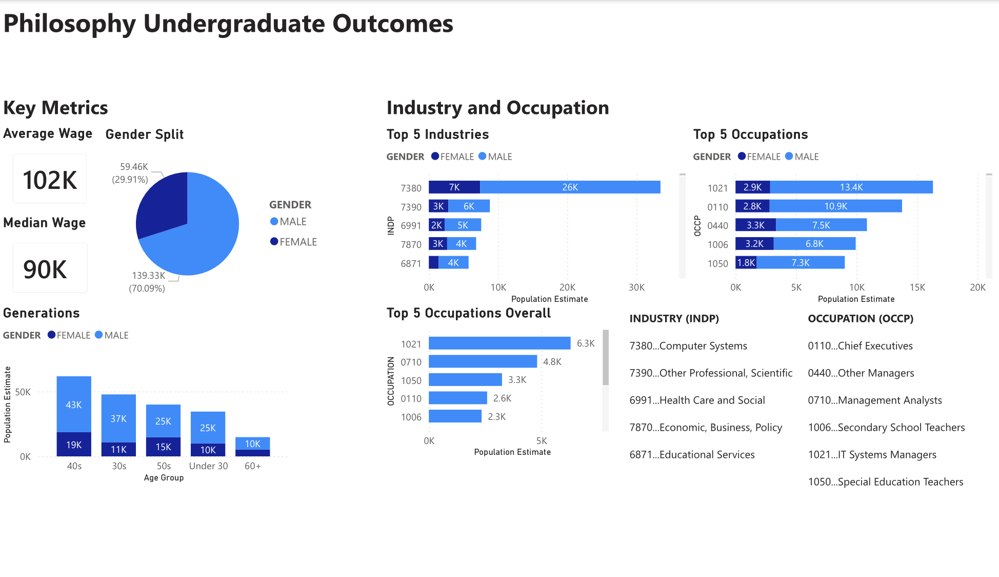 Philosophy Undergraduate Outcomes
Key Metrics
Average Wage
102K
Median Wage
90K
Gender Split
59.46K
(29.91%)
139.33K
(70.09%)
GENDER
MALE
FEMALE
Generations
GENDER FEMALE MALE
Population Estimate
50K
0K
43K
19K
37K
11K
25K
15K
25K
10K
10K
40s 30s 50s Under 30 60+
Age Group
Industry and Occupation
Top 5 Industries
GENDER FEMALE MALE
INDP
7380 7K 26K
7390 3K 6K
6991 2K 5K
7870 3K 4K
6871 4K
0K 10K 20K 30K
Population Estimate
Top 5 Occupations
GENDER FEMALE MALE
OCCP
1021 2.9K 13.4K
0110 2.8K 10.9K
0440 3.3K 7.5K
1006 3.2K 6.8K
1050 1.8K 7.3K
0K 5K 10K 15K 20K
Population Estimate
Top 5 Occupations Overall
OCCUPATION
1021 6.3K
0710 4.8K
1050 3.3K
0110 2.6K
1006 2.3K
0K 5K
Population Estimate
INDUSTRY (INDP)
7380...Computer Systems
7390...Other Professional, Scientific
6991...Health Care and Social
7870...Economic, Business, Policy
6871...Educational Services
OCCUPATION (OCCP)
0110...Chief Executives
0440...Other Managers
0710...Management Analysts
1006...Secondary School Teachers
1021...IT Systems Managers
1050...Special Education Teachers